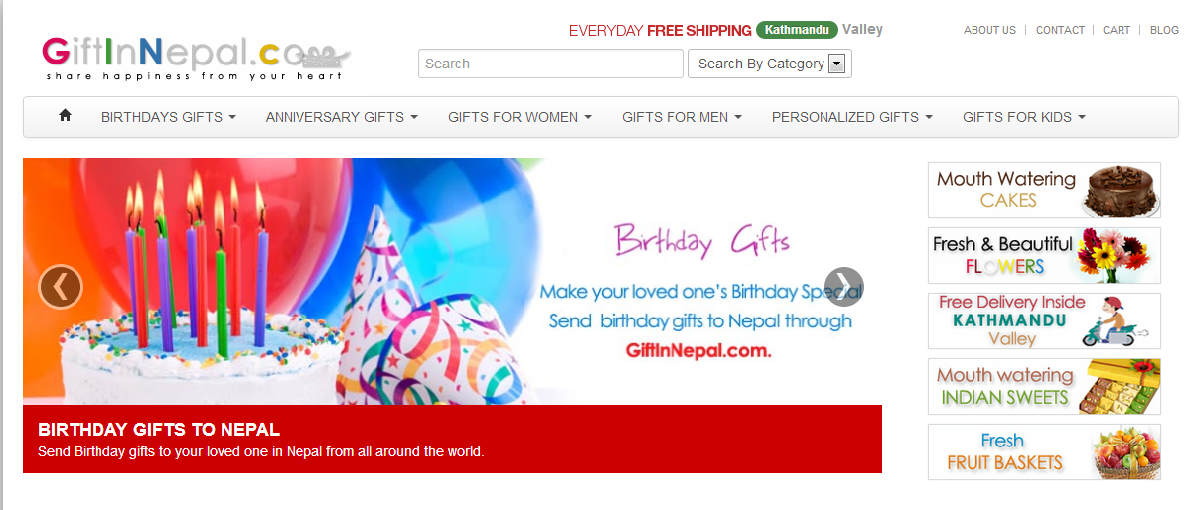 GiftInNepal.co
share happiness from your heart
EVERYDAY FREE SHIPPING Kathmandu Valley
ABOUT US | CONTACT | CART | BLOG
Search
Search By Catcgory
BIRTHDAYS GIFTS
ANNIVERSARY GIFTS
GIFTS FOR WOMEN
GIFTS FOR MEN
PERSONALIZED GIFTS
GIFTS FOR KIDS
Birthday Gifts
Make your loved one's Birthday Special
Send birthday gifts to Nepal through
GiftInNepal.com.
BIRTHDAY GIFTS TO NEPAL
Send Birthday gifts to your loved one in Nepal from all around the world.
Mouth Watering
CAKES
Fresh & Beautiful
FLOWERS
Free Delivery Inside
KATHMANDU
Valley
Mouth watering
INDIAN SWEETS
Fresh
FRUIT BASKETS